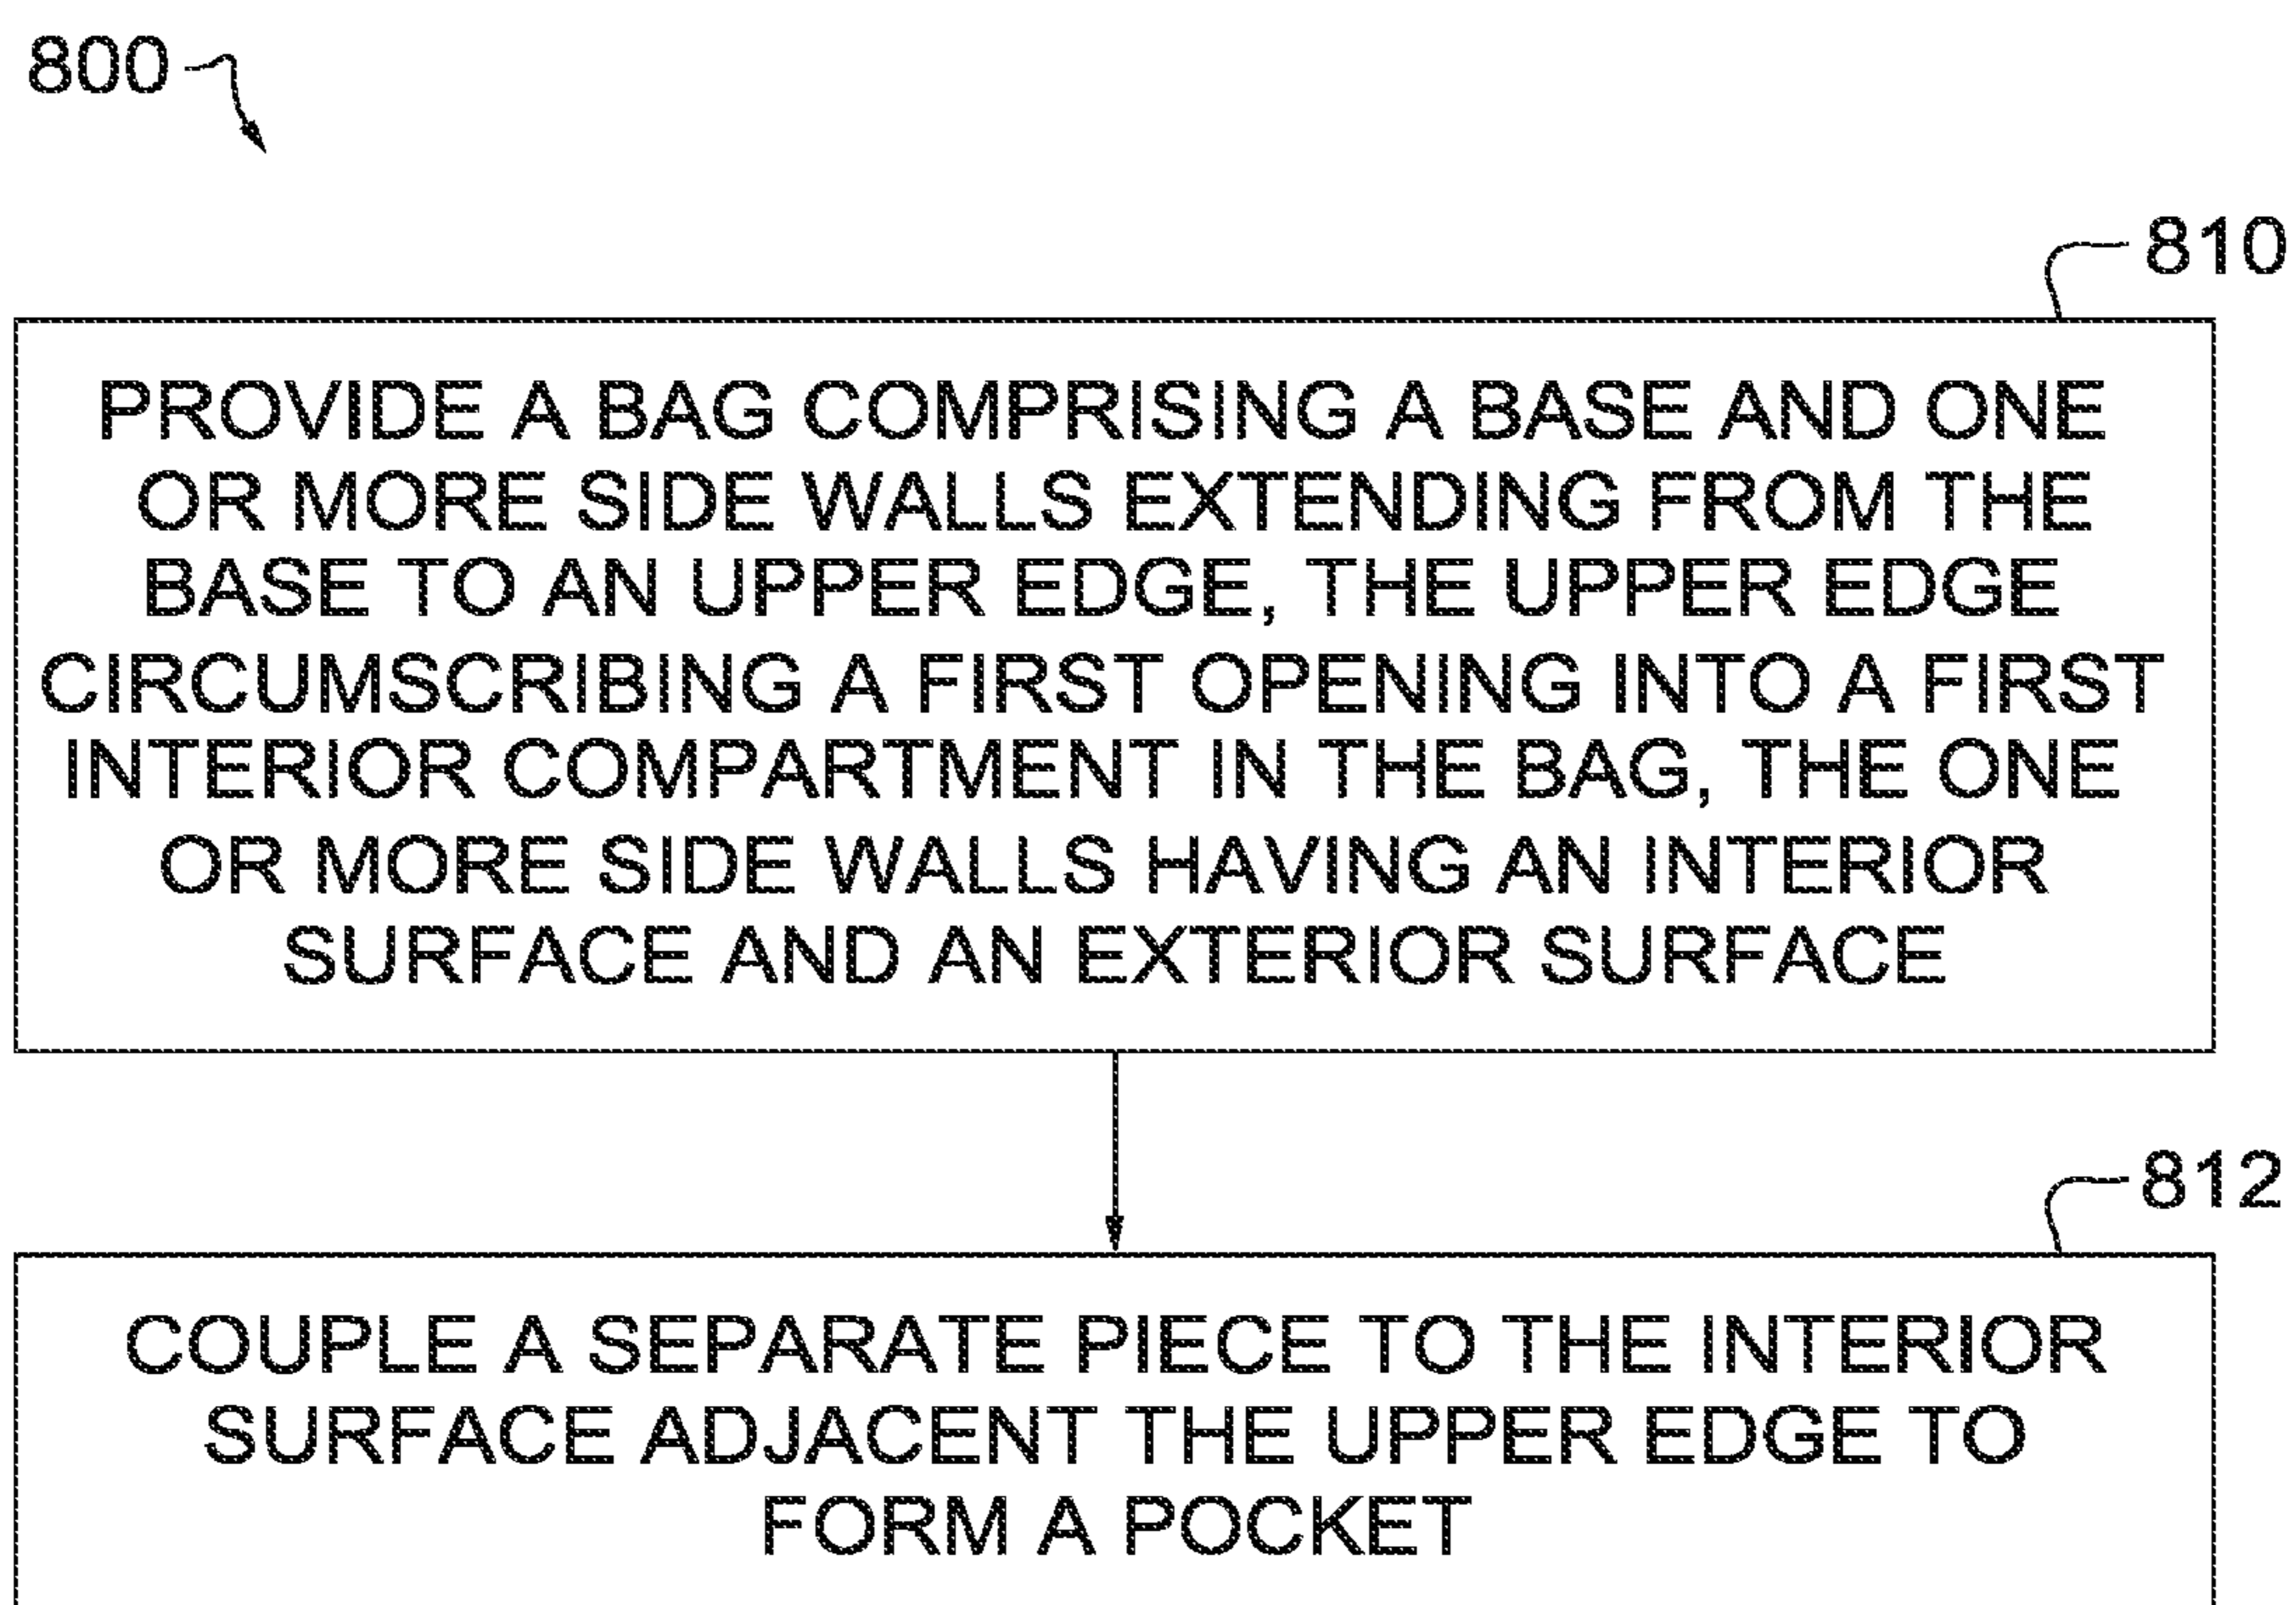 800
810
PROVIDE A BAG COMPRISING A BASE AND ONE
OR MORE SIDE WALLS EXTENDING FROM THE
BASE TO AN UPPER EDGE, THE UPPER EDGE
CIRCUMSCRIBING A FIRST OPENING INTO A FIRST
INTERIOR COMPARTMENT IN THE BAG, THE ONE
OR MORE SIDE WALLS HAVING AN INTERIOR
SURFACE AND AN EXTERIOR SURFACE
812
COUPLE A SEPARATE PIECE TO THE INTERIOR
SURFACE ADJACENT THE UPPER EDGE TO
FORM A POCKET